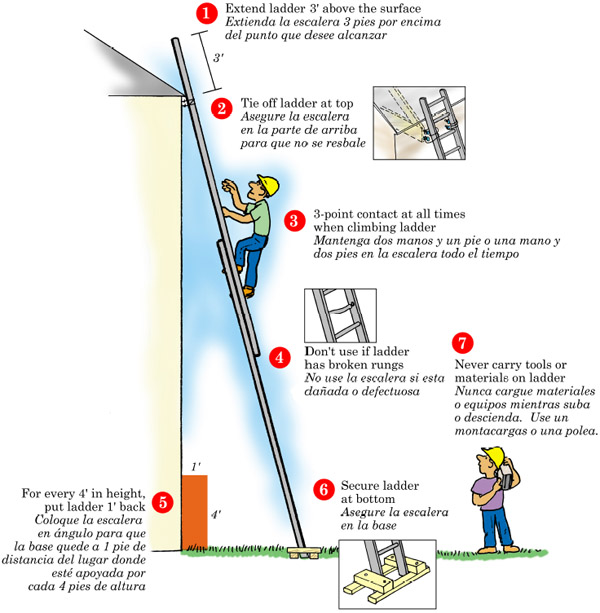 1 Extend ladder 3' above the surface
Extienda la escalera 3 pies por encima
del punto que desee alcanzar
3'
2 Tie off ladder at top
Asegure la escalera
en la parte de arriba
para que no se resbale
3 3-point contact at all times
when climbing ladder
Mantenga dos manos y un pie o una mano y
dos pies en la escalera todo el tiempo
4
Don't use if ladder
has broken rungs
No use la escalera si esta
dañada o defectuosa
7
Never carry tools or
materials on ladder
Nunca cargue materiales
o equipos mientras suba
o descienda. Use un
montacargas o una polea.
5 For every 4' in height,
put ladder 1' back
Coloque la escalera
en ángulo para que
la base quede a 1 pie de
distancia del lugar donde
esté apoyada por
cada 4 pies de altura
1'
4'
6 Secure ladder
at bottom
Asegure la escalera
en la base